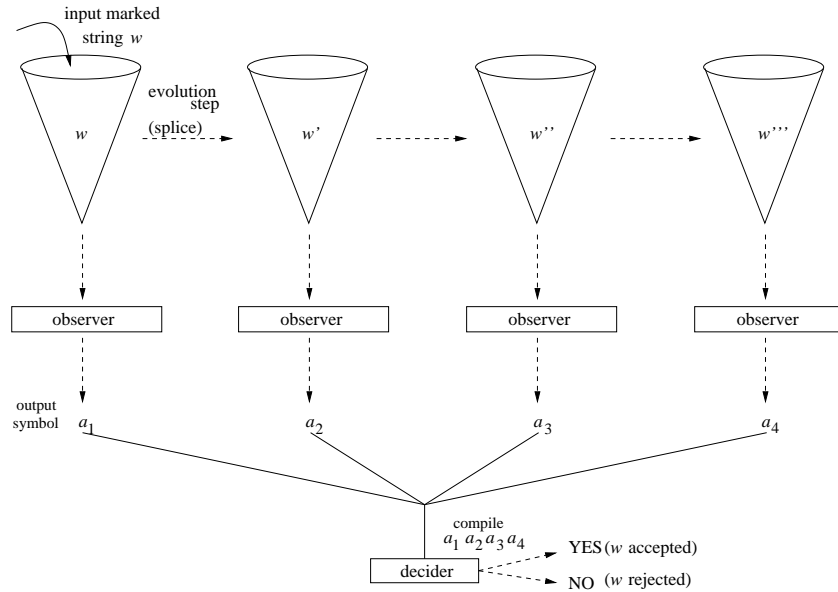 input marked
string w
evolution
step
(splice)
w w' w'' w'''
observer observer observer observer
output
symbol
a1 a2 a3 a4
compile
a1 a2 a3 a4
decider
YES (w accepted)
NO (w rejected)